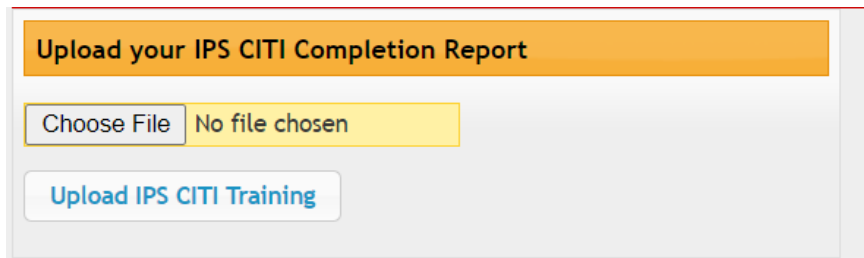 Upload your IPS CITI Completion Report
Choose File No file chosen
Upload IPS CITI Training